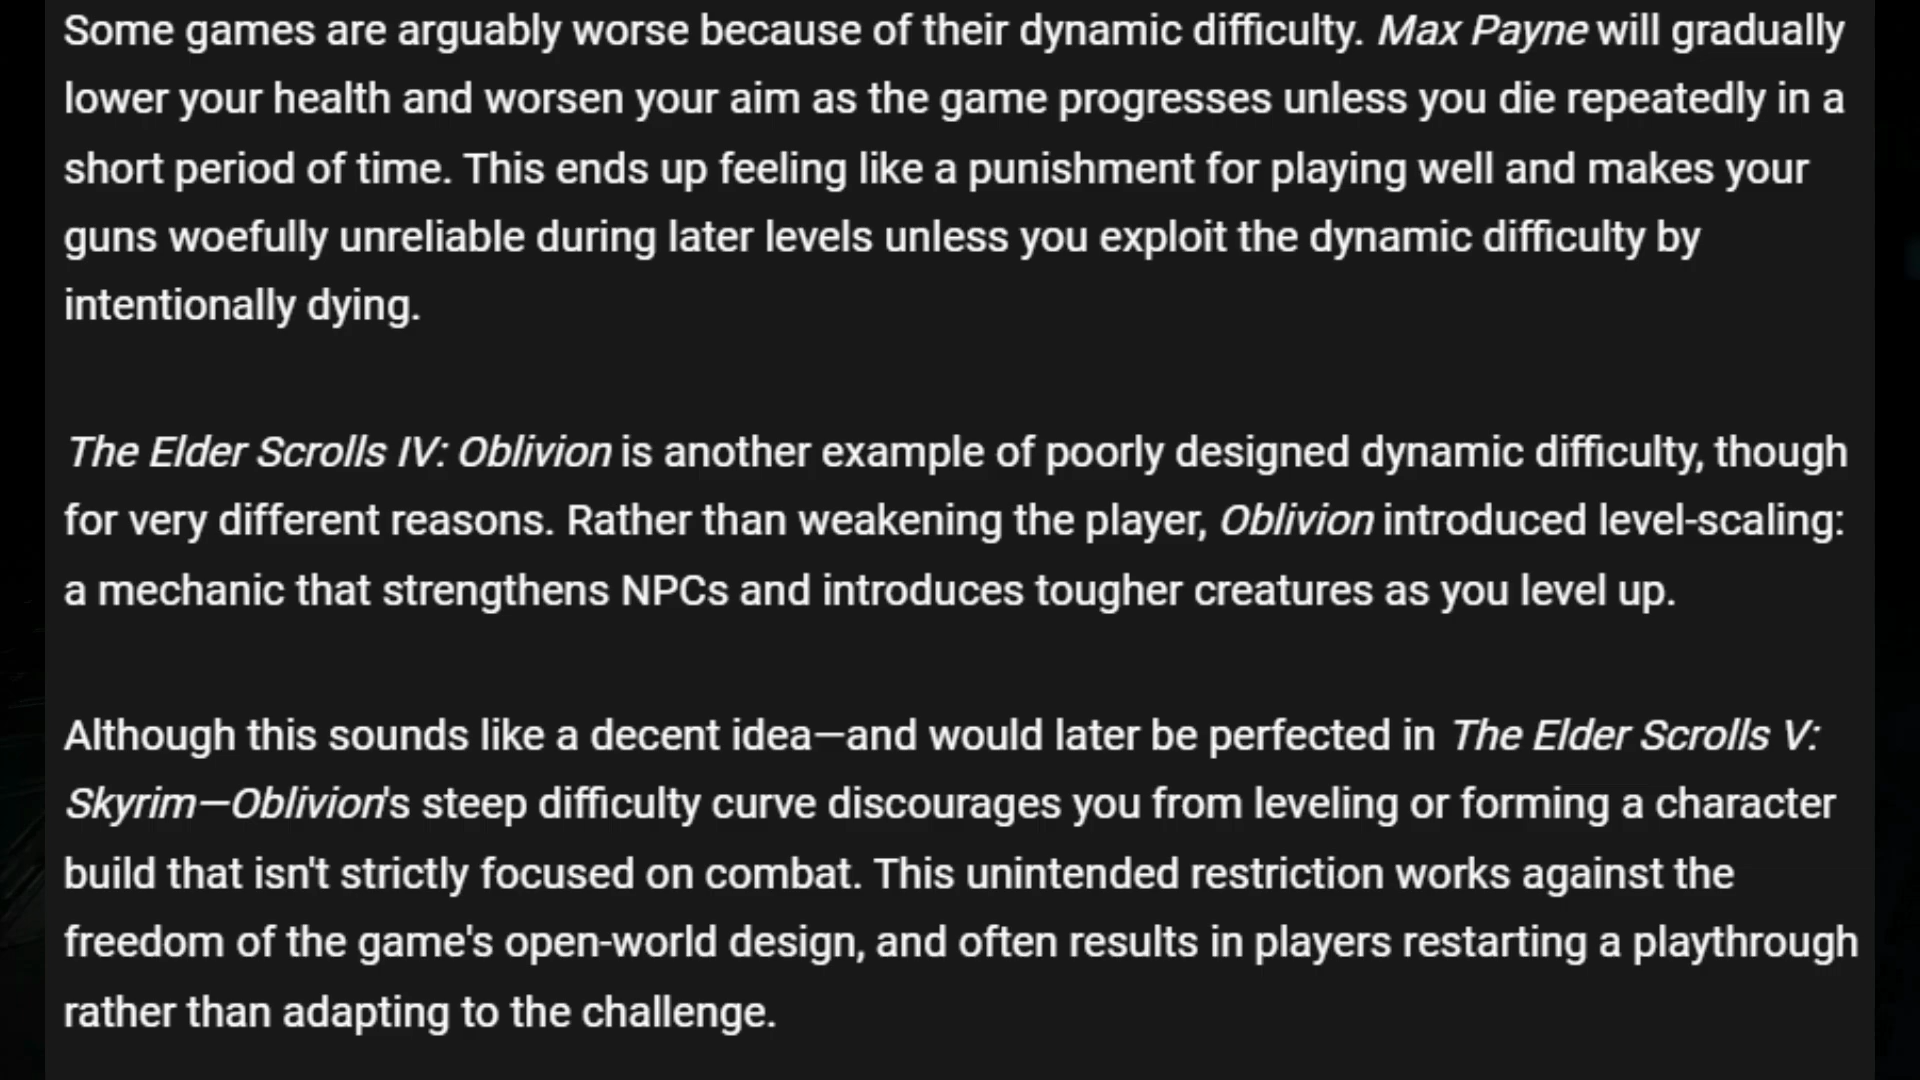 Some games are arguably worse because of their dynamic difficulty. Max Payne will gradually
lower your health and worsen your aim as the game progresses unless you die repeatedly in a
short period of time. This ends up feeling like a punishment for playing well and makes your
guns woefully unreliable during later levels unless you exploit the dynamic difficulty by
intentionally dying.
The Elder Scrolls IV: Oblivion is another example of poorly designed dynamic difficulty, though
for very different reasons. Rather than weakening the player, Oblivion introduced level-scaling:
a mechanic that strengthens NPCs and introduces tougher creatures as you level up.
Although this sounds like a decent idea—and would later be perfected in The Elder Scrolls V:
Skyrim—Oblivion's steep difficulty curve discourages you from leveling or forming a character
build that isn't strictly focused on combat. This unintended restriction works against the
freedom of the game's open-world design, and often results in players restarting a playthrough
rather than adapting to the challenge.